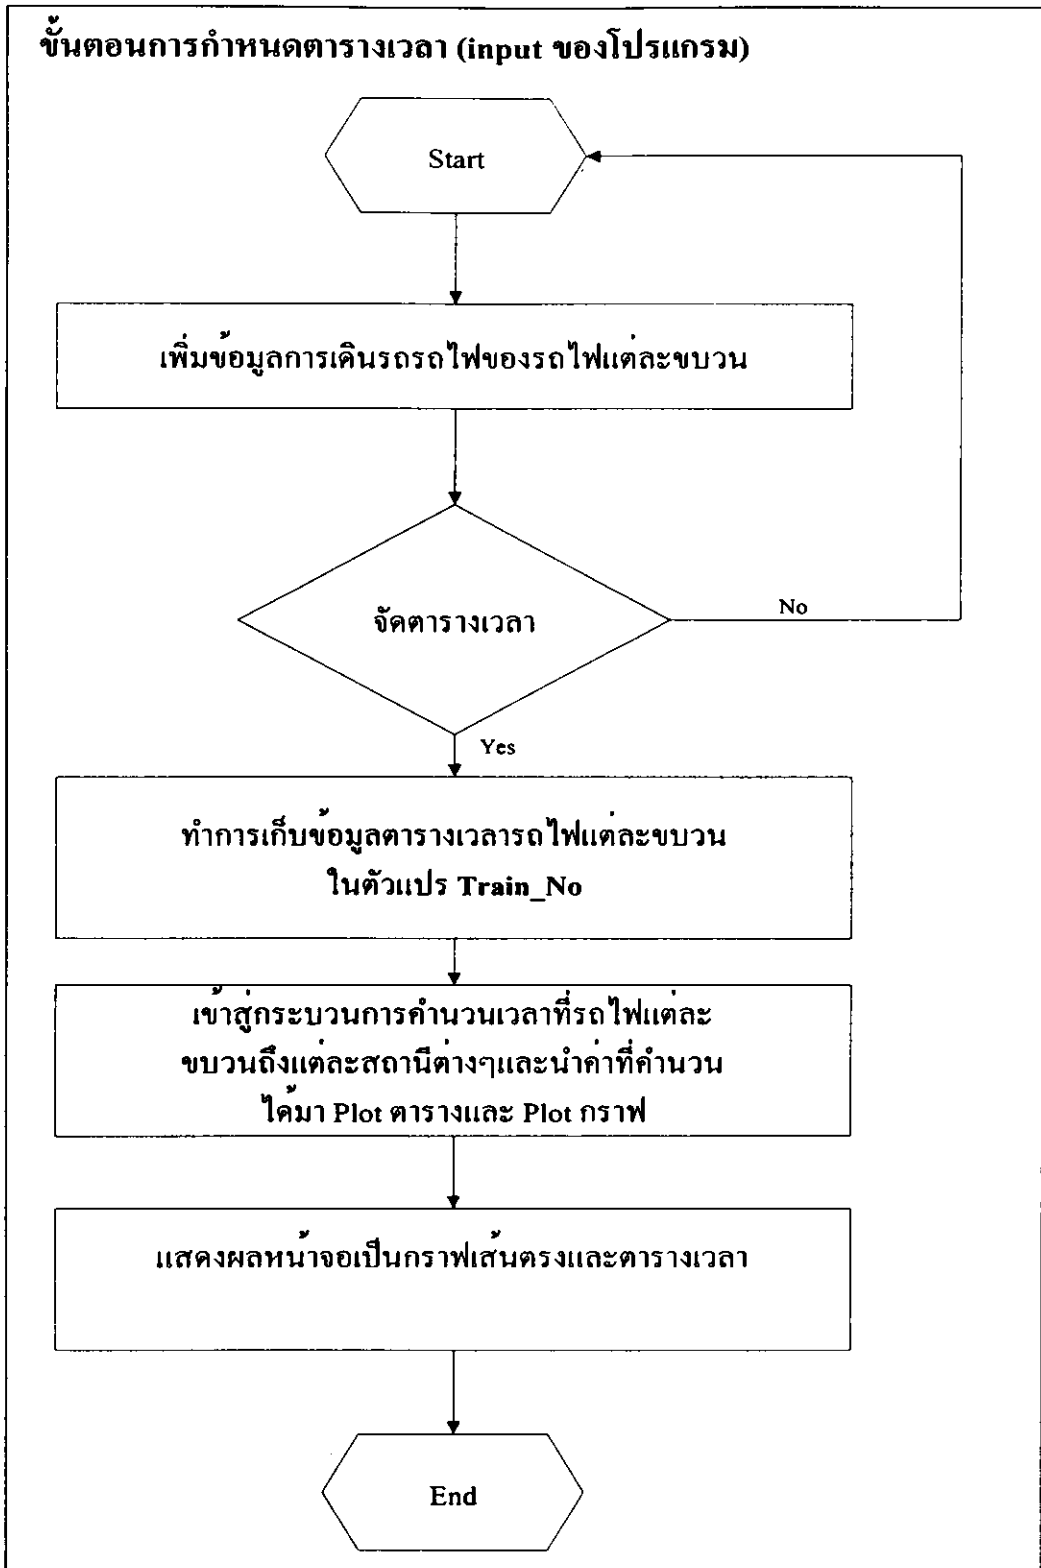 ขั้นตอนการกำหนดตารางเวลา (input ของโปรแกรม)
Start
เพิ่มข้อมูลการเดินรถรถไฟของรถไฟแต่ละขบวน
จัดตารางเวลา
No
Yes
ทำการเก็บข้อมูลตารางเวลารถไฟแต่ละขบวน
ในตัวแปร Train_No
เข้าสู่กระบวนการคำนวนเวลาที่รถไฟแต่ละ
ขบวนถึงแต่ละสถานีต่างๆและนำค่าที่คำนวน
ได้มา Plot ตารางและ Plot กราฟ
แสดงผลหน้าจอเป็นกราฟเส้นตรงและตารางเวลา
End